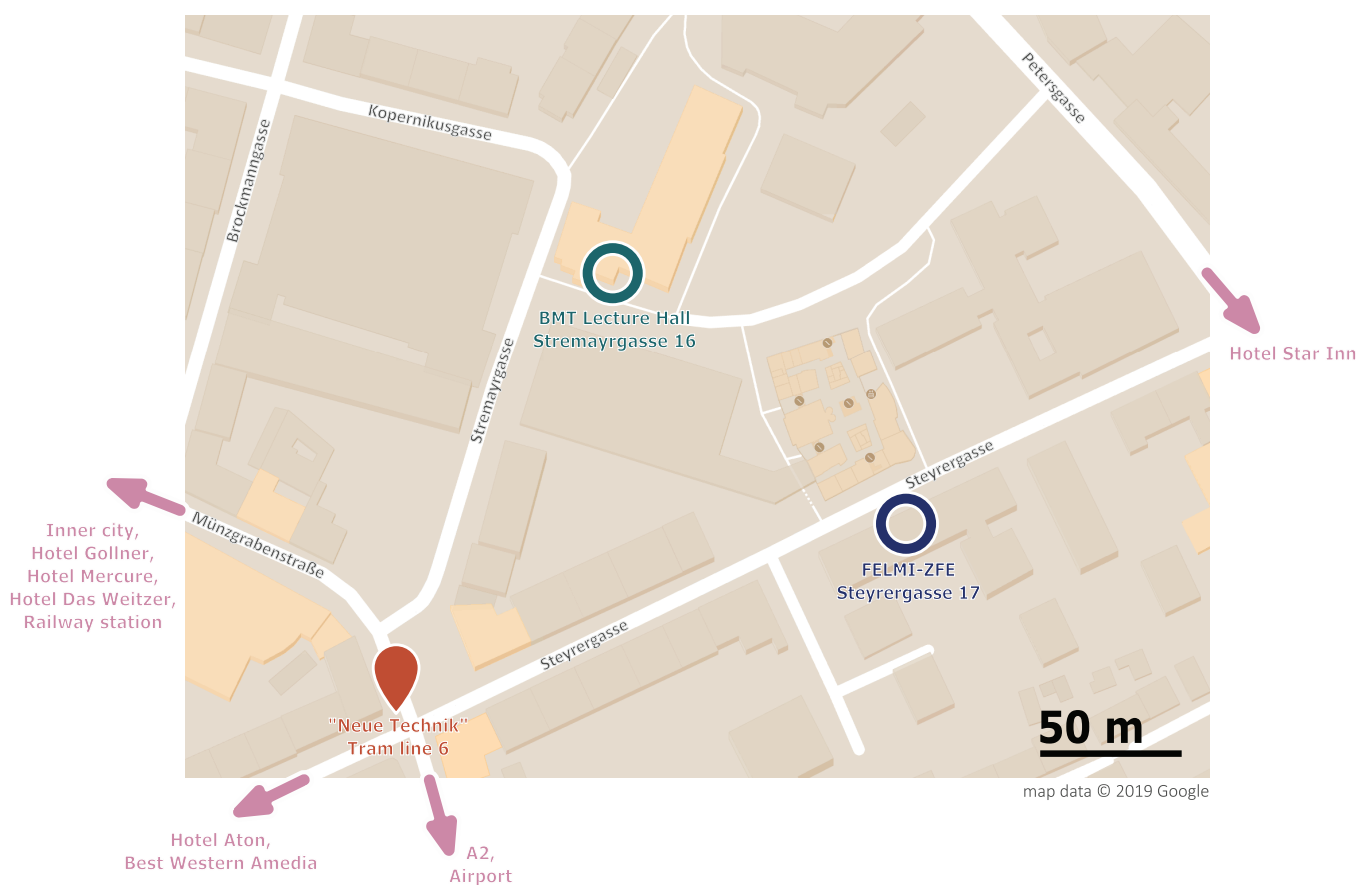 Petersgasse
Kopernikusgasse
Brockmanngasse
BMT Lecture Hall
Stremayrgasse 16
Hotel Star Inn
Stremayrgasse
Steyrergasse
Münzgrabenstraße
Inner city,
Hotel Gollner,
Hotel Mercure,
Hotel Das Weitzer,
Railway station
FELMI-ZFE
Steyrergasse 17
Steyrergasse
"Neue Technik"
Tram line 6
50 m
map data © 2019 Google
Hotel Aton,
Best Western Amedia
A2,
Airport